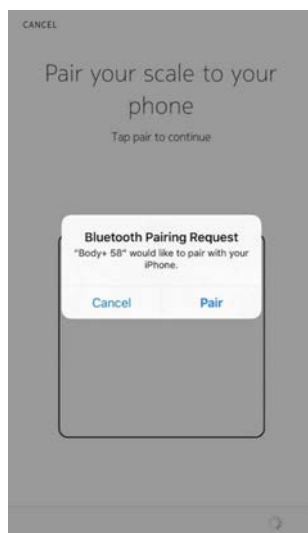 CANCEL
Pair your scale to your
phone
Tap pair to continue
Bluetooth Pairing Request
"Body+ 58" would like to pair with your
iPhone.
Cancel
Pair